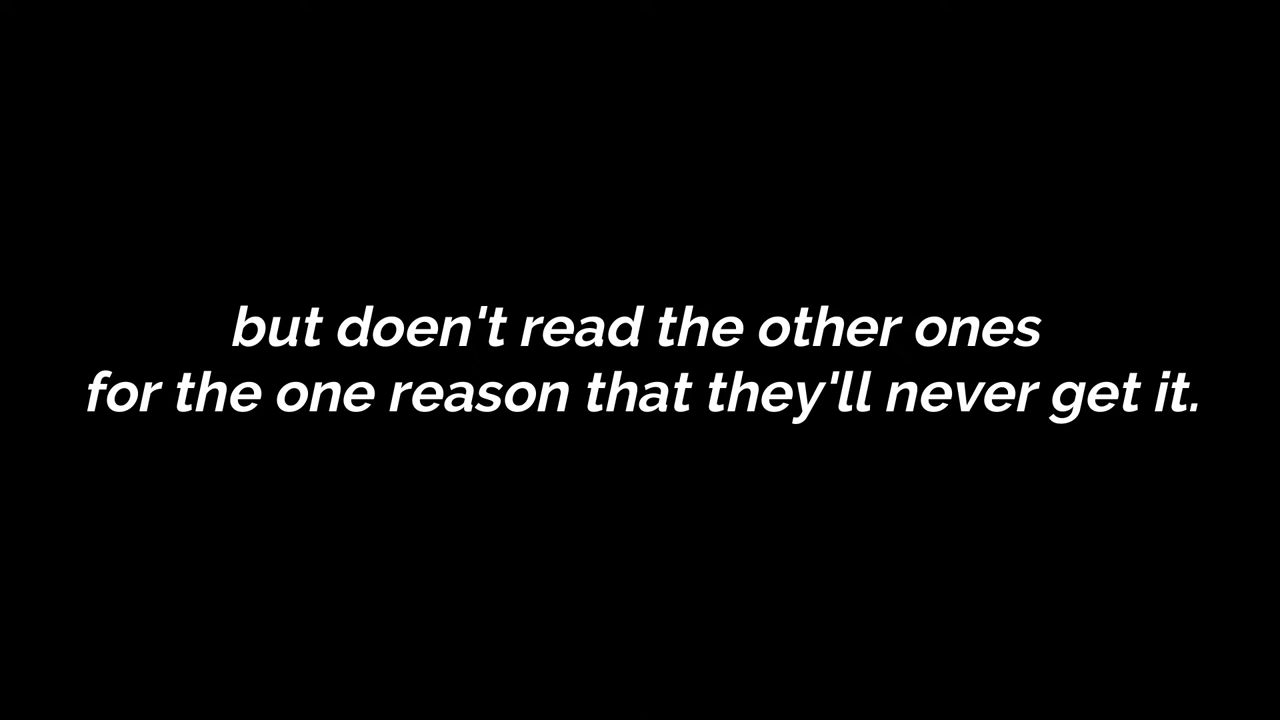 but doen't read the other ones
for the one reason that they'll never get it.